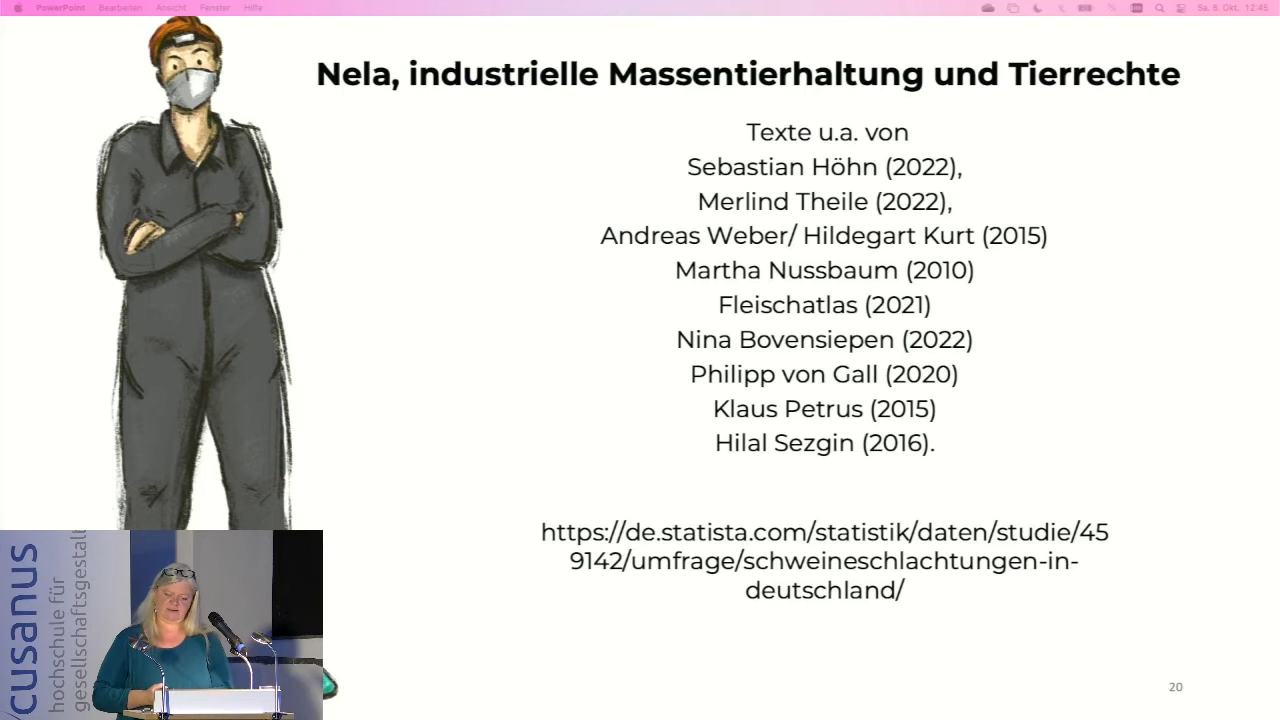 PowerPoint Bearbeiten Ansicht Fenster Hilfe
Sa. 8. Okt. 12:45
Nela, industrielle Massentierhaltung und Tierrechte
Texte u.a. von
Sebastian Höhn (2022),
Merlind Theile (2022),
Andreas Weber/ Hildegart Kurt (2015)
Martha Nussbaum (2010)
Fleischatlas (2021)
Nina Bovensiepen (2022)
Philipp von Gall (2020)
Klaus Petrus (2015)
Hilal Sezgin (2016).
https://de.statista.com/statistik/daten/studie/45
9142/umfrage/schweineschlachtungen-in-
deutschland/
20
cusanus
hochschule für
gesellschaftsgestalt